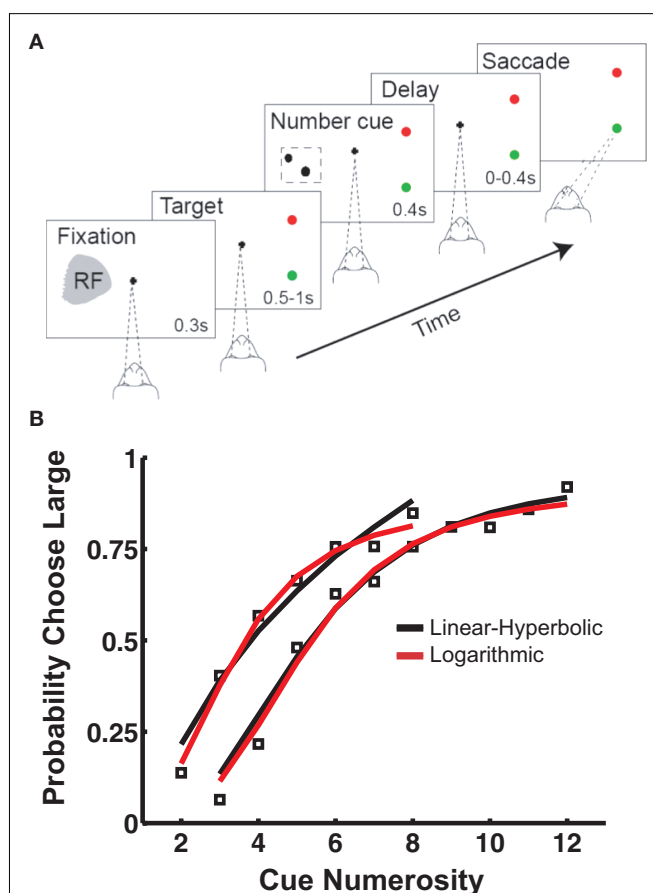 A
Saccade
Delay
Number cue
0-0.4s
Target
0.4s
Fixation
RF
0.5-1s
0.3s
Time
B
1
0.75
0.5
0.25
0
Probability Choose Large
Linear-Hyperbolic
Logarithmic
2 4 6 8 10 12
Cue Numerosity